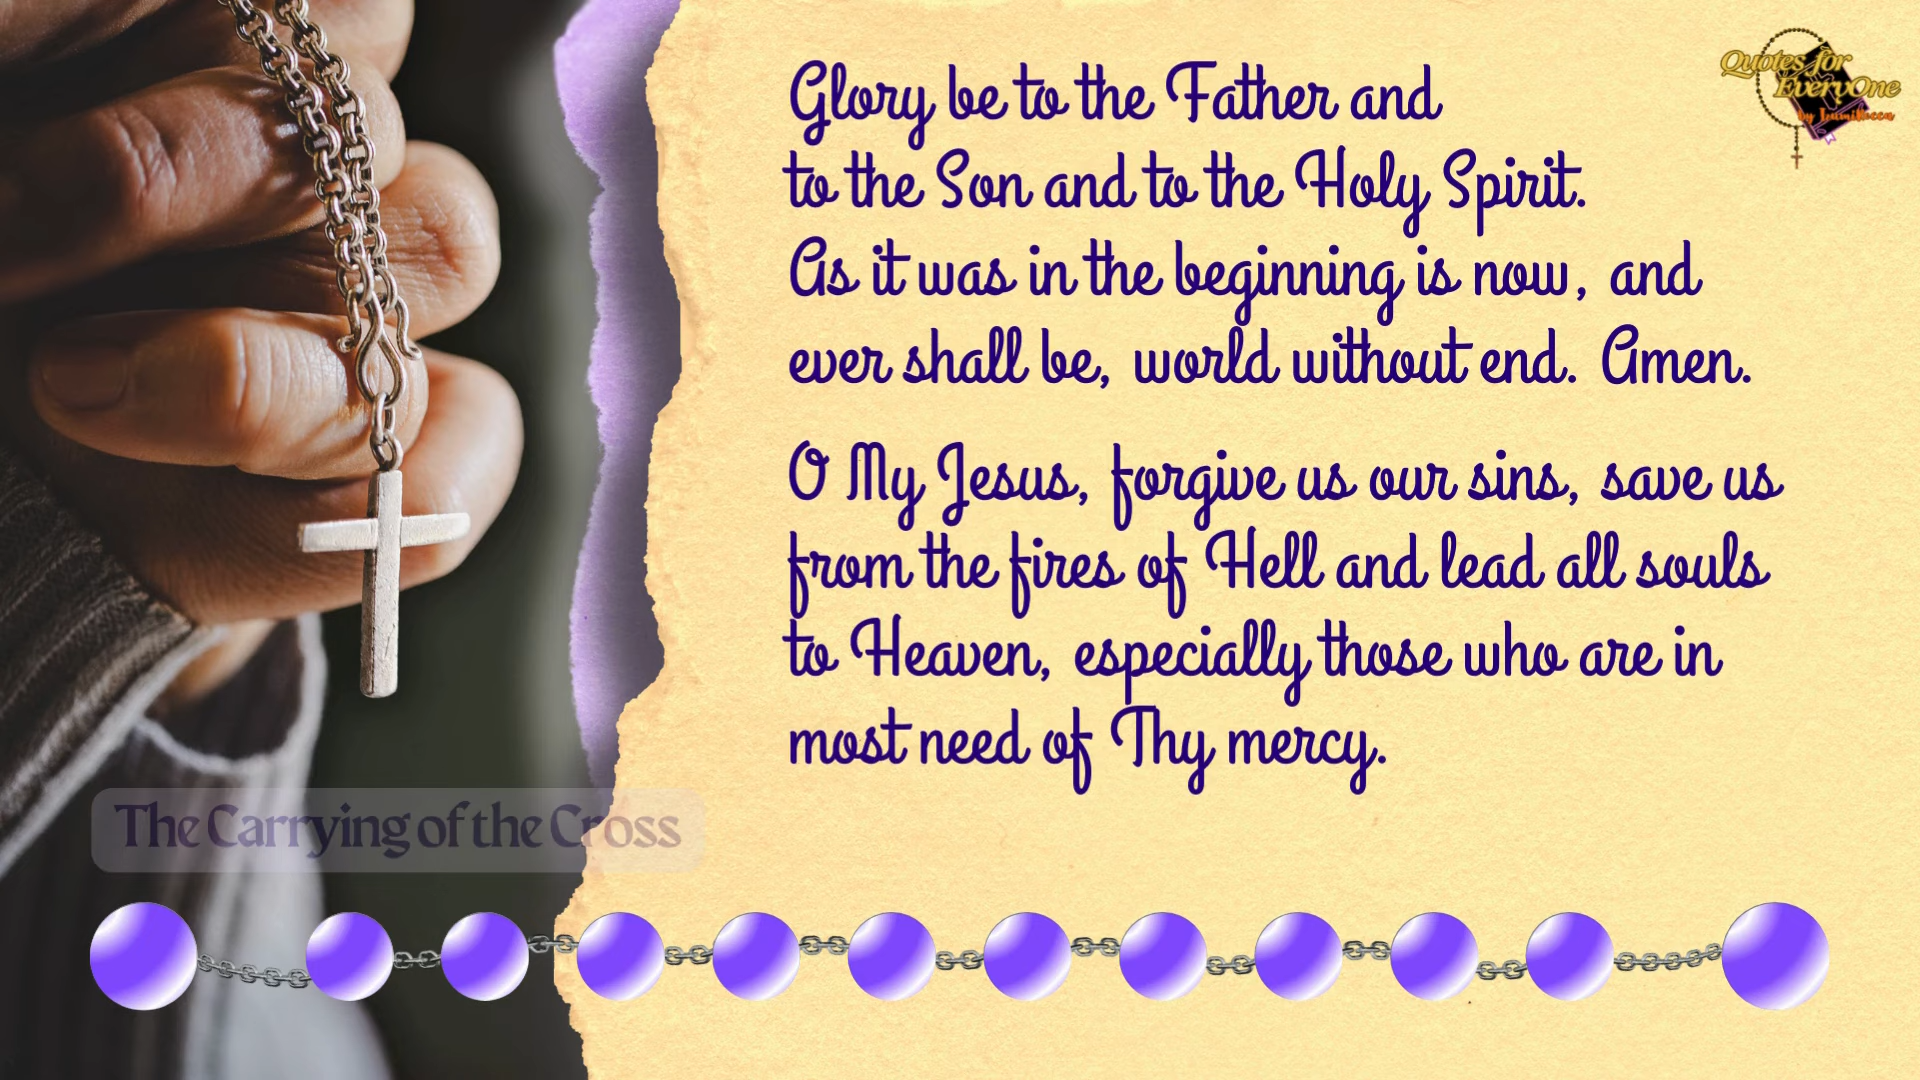 Glory be to the Father and
to the Son and to the Holy Spirit.
As it was in the beginning is now, and
ever shall be, world without end. Amen.
O My Jesus, forgive us our sins, save us
from the fires of Hell and lead all souls
to Heaven, especially those who are in
most need of Thy mercy.
The Carrying of the Cross
Quotes for
EveryOne
by